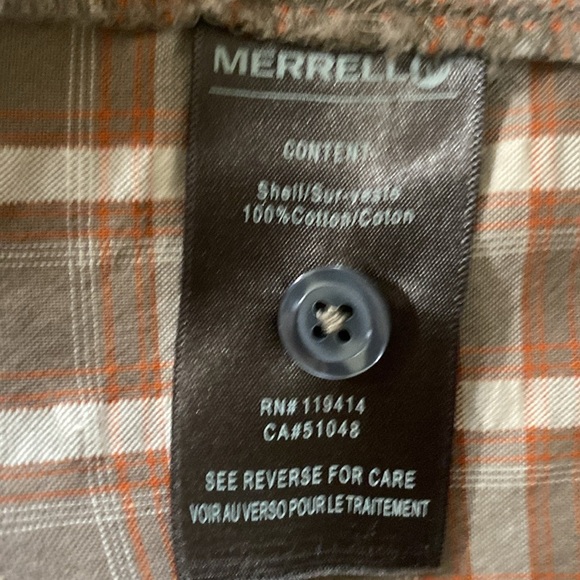 MERRELL
CONTENT:
Shell/Sur-veste
100%Cotton/Coton
RN# 119414
CA#51048
SEE REVERSE FOR CARE
VOIR AU VERSO POUR LE TRAITEMENT